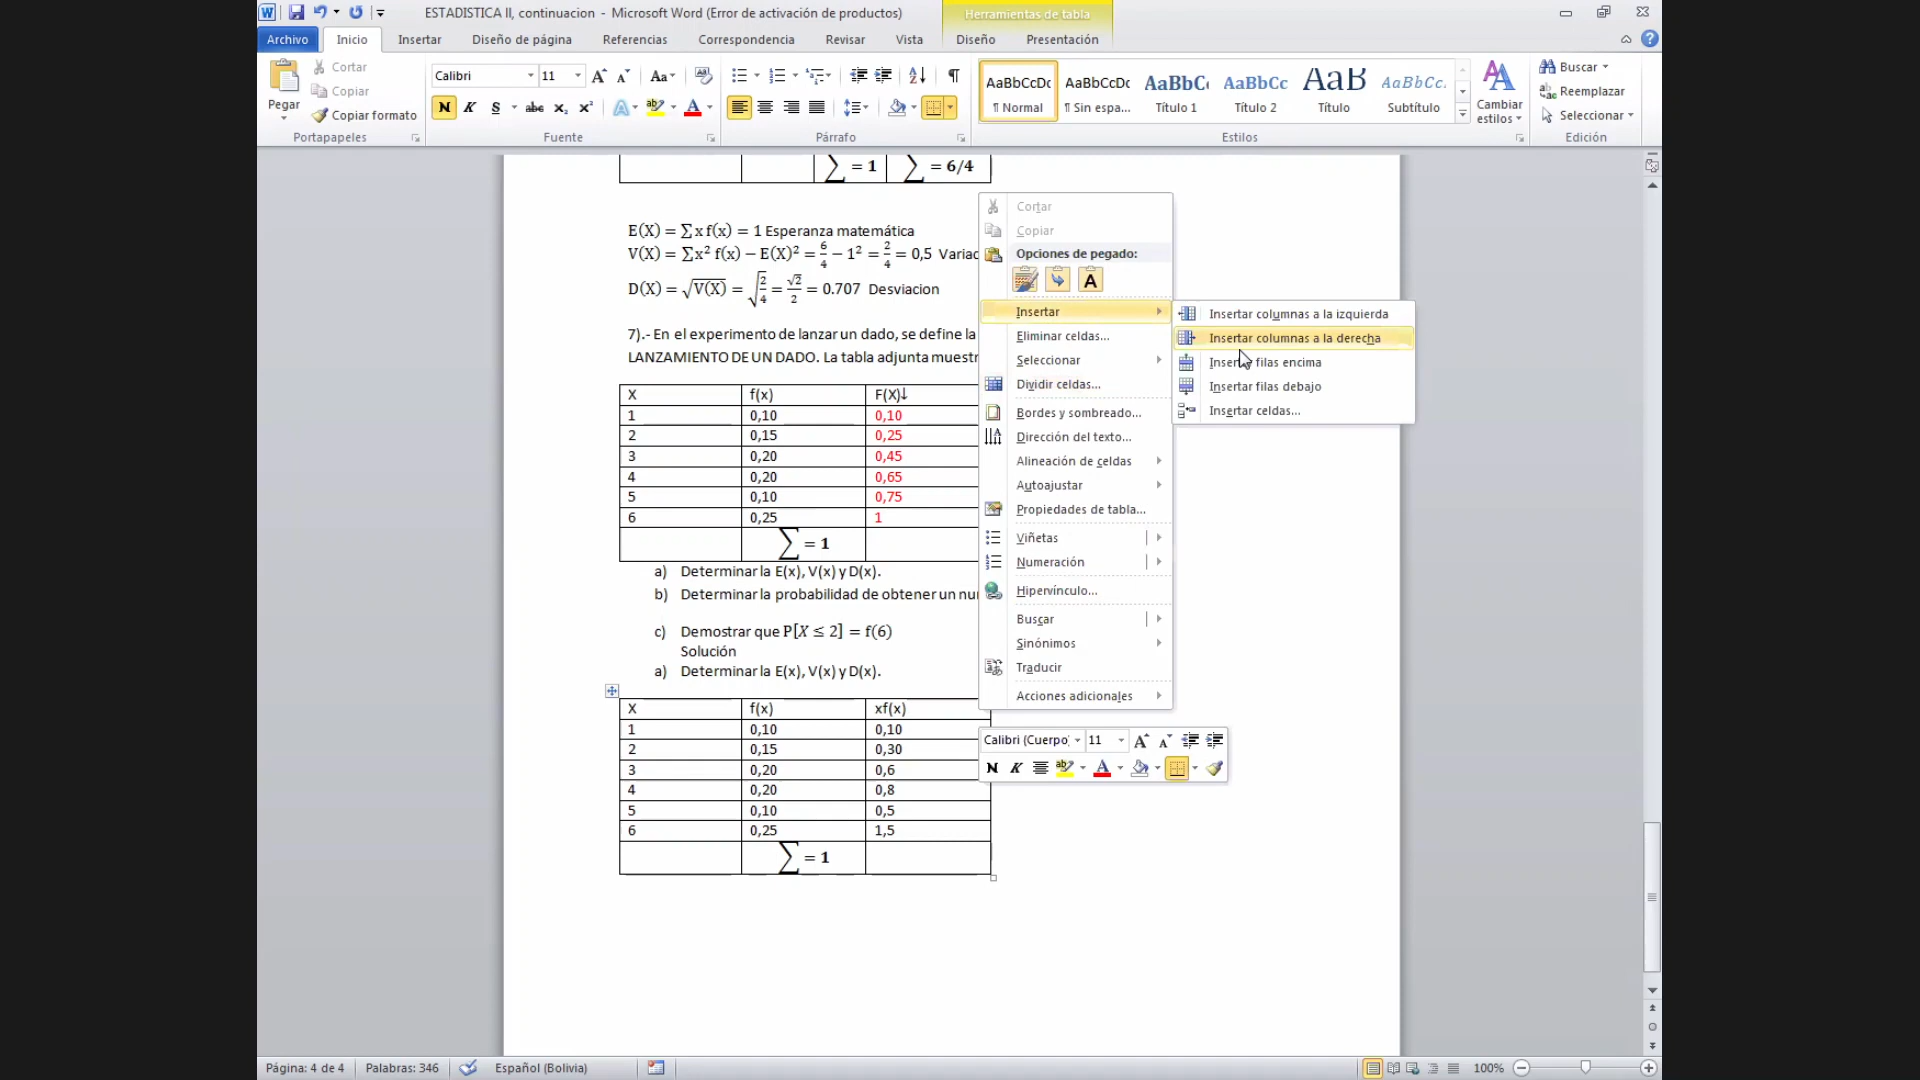 ESTADISTICA II, continuacion - Microsoft Word (Error de activación de productos)
Herramientas de tabla
Archivo Inicio Insertar Diseño de página Referencias Correspondencia Revisar Vista Diseño Presentación
Pegar
Cortar
Copiar
Copiar formato
Portapapeles
Calibri 11
N K S abc x₂ x²
Fuente
Párrafo
AaBbCcDc AaBbCcDc AaBbC( AaBbCc AaB AaBbCc.
¶ Normal ¶ Sin espa... Título 1 Título 2 Título Subtítulo
Cambiar estilos
Estilos
Buscar
Reemplazar
Seleccionar
Edición
∑ = 1 ∑ = 6/4
E(X) = ∑x f(x) = 1 Esperanza matemática
V(X) = ∑x² f(x) − E(X)² = 6/4 − 1² = 2/4 = 0,5 Variac
D(X) = √V(X) = √2/4 = √2/2 = 0.707 Desviacion
7).- En el experimento de lanzar un dado, se define la
LANZAMIENTO DE UN DADO. La tabla adjunta muestr
X f(x) F(X)↓
1 0,10 0,10
2 0,15 0,25
3 0,20 0,45
4 0,20 0,65
5 0,10 0,75
6 0,25 1
∑ = 1
a) Determinar la E(x), V(x) y D(x).
b) Determinar la probabilidad de obtener un nu
c) Demostrar que P[X ≤ 2] = f(6)
Solución
a) Determinar la E(x), V(x) y D(x).
X f(x) xf(x)
1 0,10 0,10
2 0,15 0,30
3 0,20 0,6
4 0,20 0,8
5 0,10 0,5
6 0,25 1,5
∑ = 1
Cortar
Copiar
Opciones de pegado:
Insertar
Eliminar celdas...
Seleccionar
Dividir celdas...
Bordes y sombreado...
Dirección del texto...
Alineación de celdas
Autoajustar
Propiedades de tabla...
Viñetas
Numeración
Hipervínculo...
Buscar
Sinónimos
Traducir
Acciones adicionales
Insertar columnas a la izquierda
Insertar columnas a la derecha
Insertar filas encima
Insertar filas debajo
Insertar celdas...
Calibri (Cuerpo) 11
N K
Página: 4 de 4 Palabras: 346 Español (Bolivia) 100%